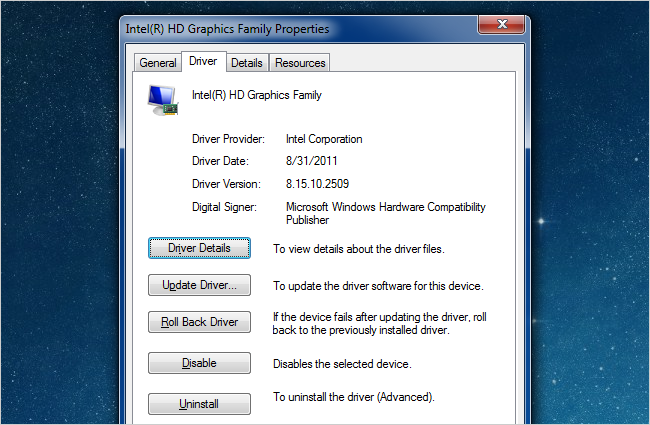 Intel(R) HD Graphics Family Properties
General Driver Details Resources
Intel(R) HD Graphics Family
Driver Provider: Intel Corporation
Driver Date: 8/31/2011
Driver Version: 8.15.10.2509
Digital Signer: Microsoft Windows Hardware Compatibility
Publisher
Driver Details To view details about the driver files.
Update Driver... To update the driver software for this device.
Roll Back Driver If the device fails after updating the driver, roll
back to the previously installed driver.
Disable Disables the selected device.
Uninstall To uninstall the driver (Advanced).